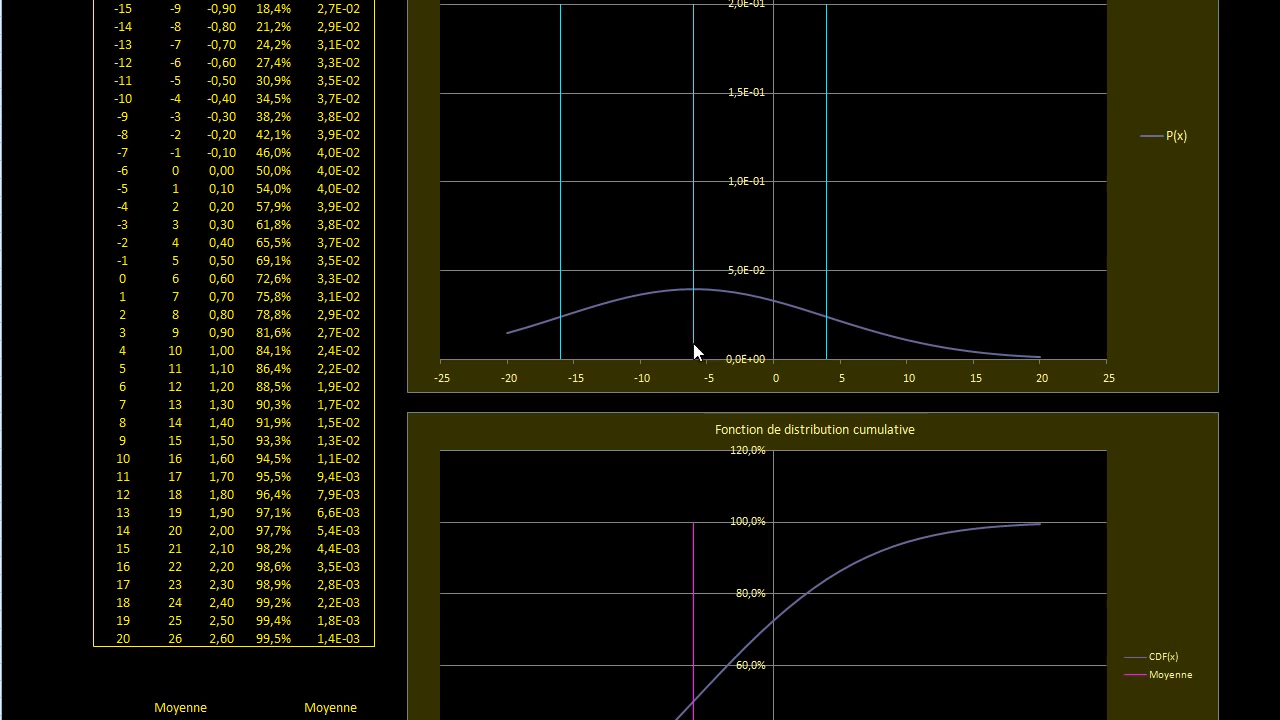 -15 -9 -0,90 18,4% 2,7E-02
-14 -8 -0,80 21,2% 2,9E-02
-13 -7 -0,70 24,2% 3,1E-02
-12 -6 -0,60 27,4% 3,3E-02
-11 -5 -0,50 30,9% 3,5E-02
-10 -4 -0,40 34,5% 3,7E-02
-9 -3 -0,30 38,2% 3,8E-02
-8 -2 -0,20 42,1% 3,9E-02
-7 -1 -0,10 46,0% 4,0E-02
-6 0 0,00 50,0% 4,0E-02
-5 1 0,10 54,0% 4,0E-02
-4 2 0,20 57,9% 3,9E-02
-3 3 0,30 61,8% 3,8E-02
-2 4 0,40 65,5% 3,7E-02
-1 5 0,50 69,1% 3,5E-02
0 6 0,60 72,6% 3,3E-02
1 7 0,70 75,8% 3,1E-02
2 8 0,80 78,8% 2,9E-02
3 9 0,90 81,6% 2,7E-02
4 10 1,00 84,1% 2,4E-02
5 11 1,10 86,4% 2,2E-02
6 12 1,20 88,5% 1,9E-02
7 13 1,30 90,3% 1,7E-02
8 14 1,40 91,9% 1,5E-02
9 15 1,50 93,3% 1,3E-02
10 16 1,60 94,5% 1,1E-02
11 17 1,70 95,5% 9,4E-03
12 18 1,80 96,4% 7,9E-03
13 19 1,90 97,1% 6,6E-03
14 20 2,00 97,7% 5,4E-03
15 21 2,10 98,2% 4,4E-03
16 22 2,20 98,6% 3,5E-03
17 23 2,30 98,9% 2,8E-03
18 24 2,40 99,2% 2,2E-03
19 25 2,50 99,4% 1,8E-03
20 26 2,60 99,5% 1,4E-03
Moyenne Moyenne
2,0E-01
1,5E-01
1,0E-01
5,0E-02
0,0E+00
-25 -20 -15 -10 -5 0 5 10 15 20 25
P(x)
Fonction de distribution cumulative
120,0%
100,0%
80,0%
60,0%
CDF(x)
Moyenne